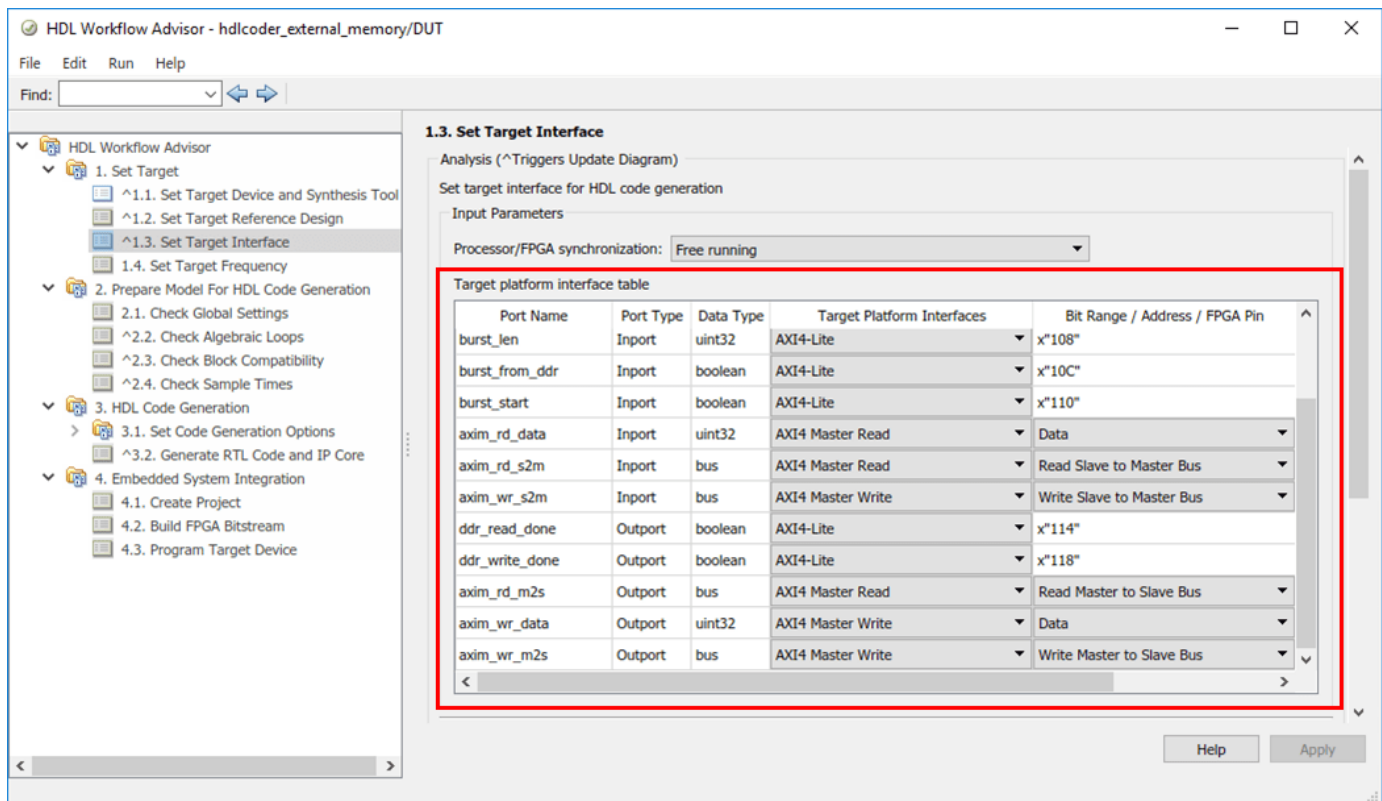 HDL Workflow Advisor - hdlcoder_external_memory/DUT
File Edit Run Help
Find:
HDL Workflow Advisor
1. Set Target
^1.1. Set Target Device and Synthesis Tool
^1.2. Set Target Reference Design
^1.3. Set Target Interface
1.4. Set Target Frequency
2. Prepare Model For HDL Code Generation
2.1. Check Global Settings
^2.2. Check Algebraic Loops
^2.3. Check Block Compatibility
^2.4. Check Sample Times
3. HDL Code Generation
3.1. Set Code Generation Options
^3.2. Generate RTL Code and IP Core
4. Embedded System Integration
4.1. Create Project
4.2. Build FPGA Bitstream
4.3. Program Target Device
1.3. Set Target Interface
Analysis (^Triggers Update Diagram)
Set target interface for HDL code generation
Input Parameters
Processor/FPGA synchronization: Free running
Target platform interface table
Port Name Port Type Data Type Target Platform Interfaces Bit Range / Address / FPGA Pin
burst_len Inport uint32 AXI4-Lite x"108"
burst_from_ddr Inport boolean AXI4-Lite x"10C"
burst_start Inport boolean AXI4-Lite x"110"
axim_rd_data Inport uint32 AXI4 Master Read Data
axim_rd_s2m Inport bus AXI4 Master Read Read Slave to Master Bus
axim_wr_s2m Inport bus AXI4 Master Write Write Slave to Master Bus
ddr_read_done Outport boolean AXI4-Lite x"114"
ddr_write_done Outport boolean AXI4-Lite x"118"
axim_rd_m2s Outport bus AXI4 Master Read Read Master to Slave Bus
axim_wr_data Outport uint32 AXI4 Master Write Data
axim_wr_m2s Outport bus AXI4 Master Write Write Master to Slave Bus
Help Apply